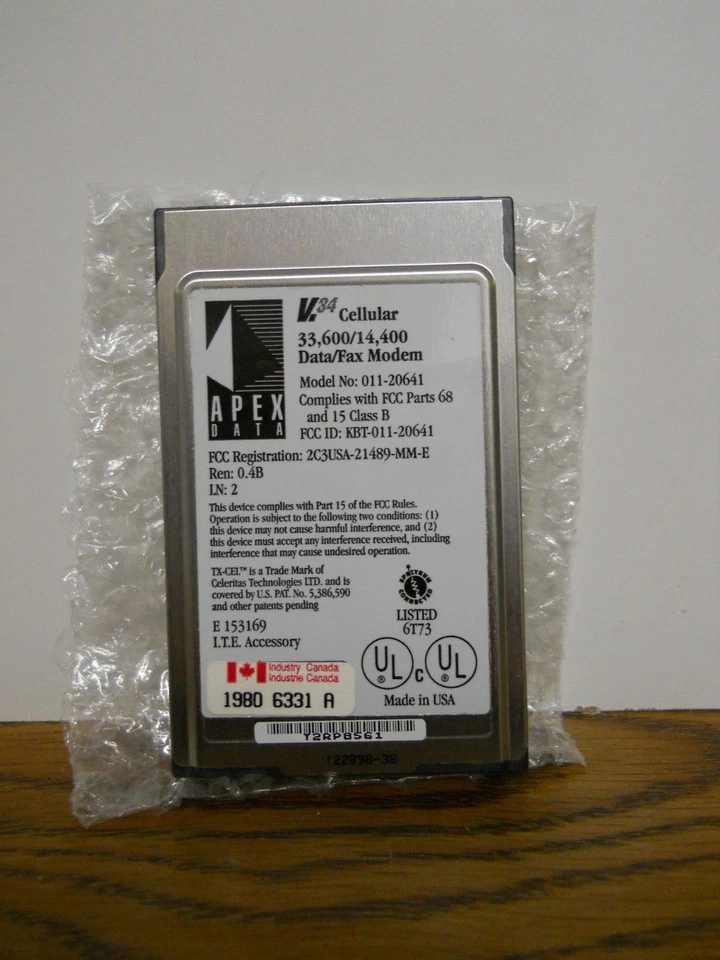 V.34 Cellular
33,600/14,400
Data/Fax Modem
APEX
DATA
Model No: 011-20641
Complies with FCC Parts 68
and 15 Class B
FCC ID: KBT-011-20641
FCC Registration: 2C3USA-21489-MM-E
Ren: 0.4B
LN: 2
This device complies with Part 15 of the FCC Rules.
Operation is subject to the following two conditions: (1)
this device may not cause harmful interference, and (2)
this device must accept any interference received, including
interference that may cause undesired operation.
TX-CEL™ is a Trade Mark of
Celeritas Technologies LTD. and is
covered by U.S. PAT. No. 5,386,590
and other patents pending
SPECTRUM
CONNECTED
LISTED
6T73
E 153169
I.T.E. Accessory
Industry Canada
Industrie Canada
1980 6331 A
UL ® C UL ®
Made in USA
T2RP8561
122898-38